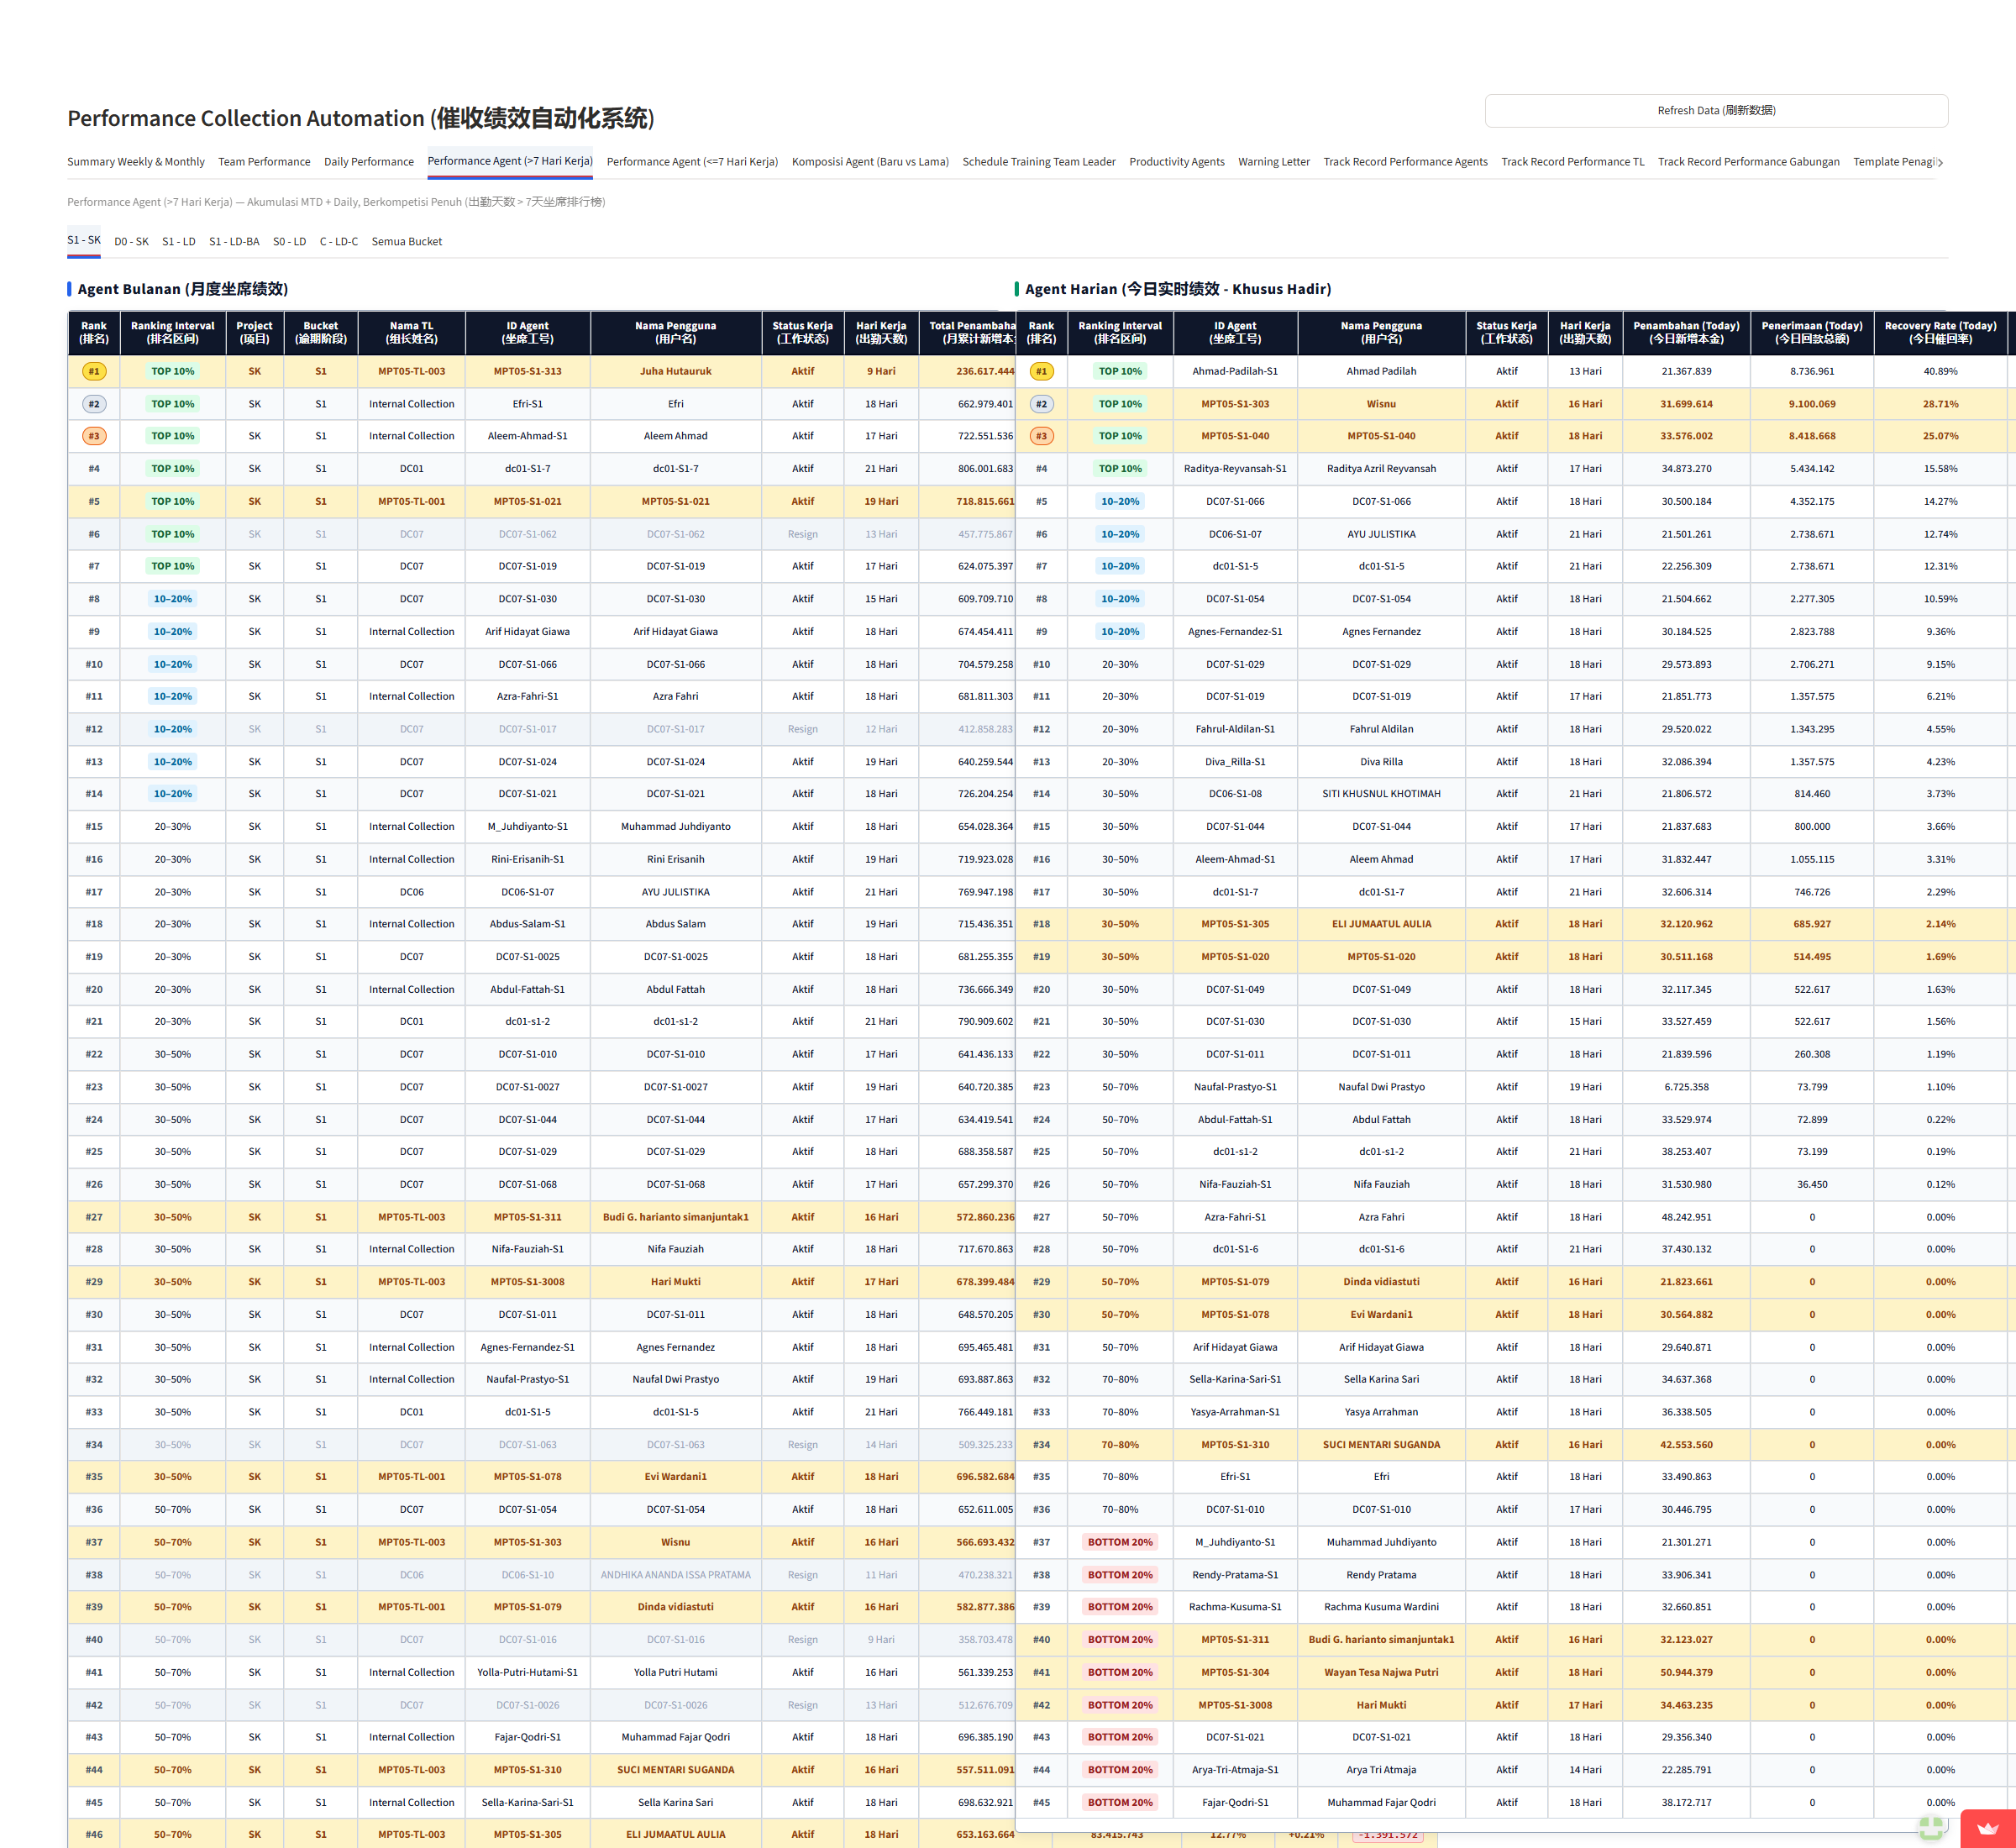 Performance Collection Automation (催收绩效自动化系统)
Refresh Data (刷新数据)
Summary Weekly & Monthly Team Performance Daily Performance Performance Agent (>7 Hari Kerja) Performance Agent (<=7 Hari Kerja) Komposisi Agent (Baru vs Lama) Schedule Training Team Leader Productivity Agents Warning Letter Track Record Performance Agents Track Record Performance TL Track Record Performance Gabungan Template Penagi
Performance Agent (>7 Hari Kerja) — Akumulasi MTD + Daily, Berkompetisi Penuh (出勤天数 > 7天坐席排行榜)
S1 - SK D0 - SK S1 - LD S1 - LD-BA S0 - LD C - LD-C Semua Bucket
Agent Bulanan (月度坐席绩效)
Rank Ranking Interval Project Bucket Nama TL ID Agent Nama Pengguna Status Kerja Hari Kerja Total Penambaha
(排名) (排名区间) (项目) (逾期阶段) (组长姓名) (坐席工号) (用户名) (工作状态) (出勤天数) (月累计新增本
#1 TOP 10% SK S1 MPT05-TL-003 MPT05-S1-313 Juha Hutauruk Aktif 9 Hari 236.617.444
#2 TOP 10% SK S1 Internal Collection Efri-S1 Efri Aktif 18 Hari 662.979.401
#3 TOP 10% SK S1 Internal Collection Aleem-Ahmad-S1 Aleem Ahmad Aktif 17 Hari 722.551.536
#4 TOP 10% SK S1 DC01 dc01-S1-7 dc01-S1-7 Aktif 21 Hari 806.001.683
#5 TOP 10% SK S1 MPT05-TL-001 MPT05-S1-021 MPT05-S1-021 Aktif 19 Hari 718.815.661
#6 TOP 10% SK S1 DC07 DC07-S1-062 DC07-S1-062 Resign 13 Hari 457.775.867
#7 TOP 10% SK S1 DC07 DC07-S1-019 DC07-S1-019 Aktif 17 Hari 624.075.397
#8 10–20% SK S1 DC07 DC07-S1-030 DC07-S1-030 Aktif 15 Hari 609.709.710
#9 10–20% SK S1 Internal Collection Arif Hidayat Giawa Arif Hidayat Giawa Aktif 18 Hari 674.454.411
#10 10–20% SK S1 DC07 DC07-S1-066 DC07-S1-066 Aktif 18 Hari 704.579.258
#11 10–20% SK S1 Internal Collection Azra-Fahri-S1 Azra Fahri Aktif 18 Hari 681.811.303
#12 10–20% SK S1 DC07 DC07-S1-017 DC07-S1-017 Resign 12 Hari 412.858.283
#13 10–20% SK S1 DC07 DC07-S1-024 DC07-S1-024 Aktif 19 Hari 640.259.544
#14 10–20% SK S1 DC07 DC07-S1-021 DC07-S1-021 Aktif 18 Hari 726.204.254
#15 20–30% SK S1 Internal Collection M_Juhdiyanto-S1 Muhammad Juhdiyanto Aktif 18 Hari 654.028.364
#16 20–30% SK S1 Internal Collection Rini-Erisanih-S1 Rini Erisanih Aktif 18 Hari 719.923.028
#17 20–30% SK S1 DC06 DC06-S1-07 AYU JULISTIKA Aktif 21 Hari 769.947.198
#18 20–30% SK S1 Internal Collection Abdus-Salam-S1 Abdus Salam Aktif 19 Hari 715.436.351
#19 20–30% SK S1 DC07 DC07-S1-0025 DC07-S1-0025 Aktif 18 Hari 681.255.355
#20 20–30% SK S1 Internal Collection Abdul-Fattah-S1 Abdul Fattah Aktif 18 Hari 736.666.349
#21 20–30% SK S1 DC01 dc01-s1-2 dc01-s1-2 Aktif 21 Hari 790.909.602
#22 30–50% SK S1 DC07 DC07-S1-010 DC07-S1-010 Aktif 17 Hari 641.436.133
#23 30–50% SK S1 DC07 DC07-S1-0027 DC07-S1-0027 Aktif 19 Hari 640.720.385
#24 30–50% SK S1 DC07 DC07-S1-044 DC07-S1-044 Aktif 17 Hari 634.419.541
#25 30–50% SK S1 DC07 DC07-S1-029 DC07-S1-029 Aktif 18 Hari 688.358.587
#26 30–50% SK S1 DC07 DC07-S1-068 DC07-S1-068 Aktif 17 Hari 657.299.370
#27 30–50% SK S1 MPT05-TL-003 MPT05-S1-311 Budi G. harianto simanjuntak1 Aktif 16 Hari 572.860.236
#28 30–50% SK S1 Internal Collection Nifa-Fauziah-S1 Nifa Fauziah Aktif 18 Hari 717.670.863
#29 30–50% SK S1 MPT05-TL-003 MPT05-S1-3008 Hari Mukti Aktif 17 Hari 678.399.484
#30 30–50% SK S1 DC07 DC07-S1-011 DC07-S1-011 Aktif 18 Hari 648.570.205
#31 30–50% SK S1 Internal Collection Agnes-Fernandez-S1 Agnes Fernandez Aktif 18 Hari 695.465.481
#32 30–50% SK S1 Internal Collection Naufal-Prastyo-S1 Naufal Dwi Prastyo Aktif 19 Hari 693.887.863
#33 30–50% SK S1 DC01 dc01-S1-5 dc01-S1-5 Aktif 21 Hari 766.449.181
#34 30–50% SK S1 DC07 DC07-S1-063 DC07-S1-063 Resign 14 Hari 509.325.233
#35 30–50% SK S1 MPT05-TL-001 MPT05-S1-078 Evi Wardani1 Aktif 18 Hari 696.582.684
#36 50–70% SK S1 DC07 DC07-S1-054 DC07-S1-054 Aktif 18 Hari 652.611.005
#37 50–70% SK S1 MPT05-TL-003 MPT05-S1-303 Wisnu Aktif 16 Hari 566.693.432
#38 50–70% SK S1 DC06 DC06-S1-10 ANDHIKA ANANDA ISSA PRATAMA Resign 11 Hari 470.238.321
#39 50–70% SK S1 MPT05-TL-001 MPT05-S1-079 Dinda vidiastuti Aktif 16 Hari 582.877.386
#40 50–70% SK S1 DC07 DC07-S1-016 DC07-S1-016 Resign 9 Hari 358.703.478
#41 50–70% SK S1 Internal Collection Yolla-Putri-Hutami-S1 Yolla Putri Hutami Aktif 16 Hari 561.339.253
#42 50–70% SK S1 DC07 DC07-S1-0026 DC07-S1-0026 Resign 13 Hari 512.676.709
#43 50–70% SK S1 Internal Collection Fajar-Qodri-S1 Muhammad Fajar Qodri Aktif 18 Hari 696.385.190
#44 50–70% SK S1 MPT05-TL-003 MPT05-S1-310 SUCI MENTARI SUGANDA Aktif 16 Hari 557.511.091
#45 50–70% SK S1 Internal Collection Sella-Karina-Sari-S1 Sella Karina Sari Aktif 18 Hari 698.632.921
#46 50–70% SK S1 MPT05-TL-003 MPT05-S1-305 ELI JUMAATUL AULIA Aktif 18 Hari 653.163.664 83.415.743 12.77% +0.21% -1.391.572
Agent Harian (今日实时绩效 - Khusus Hadir)
Rank Ranking Interval ID Agent Nama Pengguna Status Kerja Hari Kerja Penambahan (Today) Penerimaan (Today) Recovery Rate (Today)
(排名) (排名区间) (坐席工号) (用户名) (工作状态) (出勤天数) (今日新增本金) (今日回款总额) (今日催回率)
#1 TOP 10% Ahmad-Padilah-S1 Ahmad Padilah Aktif 13 Hari 21.367.839 8.736.961 40.89%
#2 TOP 10% MPT05-S1-303 Wisnu Aktif 16 Hari 31.699.614 9.100.069 28.71%
#3 TOP 10% MPT05-S1-040 MPT05-S1-040 Aktif 18 Hari 33.576.002 8.418.668 25.07%
#4 TOP 10% Raditya-Reyvansah-S1 Raditya Azril Reyvansah Aktif 17 Hari 34.873.270 5.434.142 15.58%
#5 10–20% DC07-S1-066 DC07-S1-066 Aktif 18 Hari 30.500.184 4.352.175 14.27%
#6 10–20% DC06-S1-07 AYU JULISTIKA Aktif 21 Hari 21.501.261 2.738.671 12.74%
#7 10–20% dc01-S1-5 dc01-S1-5 Aktif 21 Hari 22.256.309 2.738.671 12.31%
#8 10–20% DC07-S1-054 DC07-S1-054 Aktif 18 Hari 21.504.662 2.277.305 10.59%
#9 10–20% Agnes-Fernandez-S1 Agnes Fernandez Aktif 18 Hari 30.184.525 2.823.788 9.36%
#10 20–30% DC07-S1-029 DC07-S1-029 Aktif 18 Hari 29.573.893 2.706.271 9.15%
#11 20–30% DC07-S1-019 DC07-S1-019 Aktif 17 Hari 21.851.773 1.357.575 6.21%
#12 20–30% Fahrul-Aldilan-S1 Fahrul Aldilan Aktif 18 Hari 29.520.022 1.343.295 4.55%
#13 20–30% Diva_Rilla-S1 Diva Rilla Aktif 18 Hari 32.086.394 1.357.575 4.23%
#14 30–50% DC06-S1-08 SITI KHUSNUL KHOTIMAH Aktif 21 Hari 21.806.572 814.460 3.73%
#15 30–50% DC07-S1-044 DC07-S1-044 Aktif 17 Hari 21.837.683 800.000 3.66%
#16 30–50% Aleem-Ahmad-S1 Aleem Ahmad Aktif 17 Hari 31.832.447 1.055.115 3.31%
#17 30–50% dc01-S1-7 dc01-S1-7 Aktif 21 Hari 32.606.314 746.726 2.29%
#18 30–50% MPT05-S1-305 ELI JUMAATUL AULIA Aktif 18 Hari 32.120.962 685.927 2.14%
#19 30–50% MPT05-S1-020 MPT05-S1-020 Aktif 18 Hari 30.511.168 514.495 1.69%
#20 30–50% DC07-S1-049 DC07-S1-049 Aktif 18 Hari 32.117.345 522.617 1.63%
#21 30–50% DC07-S1-030 DC07-S1-030 Aktif 15 Hari 33.527.459 522.617 1.56%
#22 30–50% DC07-S1-011 DC07-S1-011 Aktif 18 Hari 21.839.596 260.308 1.19%
#23 50–70% Naufal-Prastyo-S1 Naufal Dwi Prastyo Aktif 19 Hari 6.725.358 73.799 1.10%
#24 50–70% Abdul-Fattah-S1 Abdul Fattah Aktif 18 Hari 33.529.974 72.899 0.22%
#25 50–70% dc01-s1-2 dc01-s1-2 Aktif 21 Hari 38.253.407 73.199 0.19%
#26 50–70% Nifa-Fauziah-S1 Nifa Fauziah Aktif 18 Hari 31.530.980 36.450 0.12%
#27 50–70% Azra-Fahri-S1 Azra Fahri Aktif 18 Hari 48.242.951 0 0.00%
#28 50–70% dc01-S1-6 dc01-S1-6 Aktif 21 Hari 37.430.132 0 0.00%
#29 50–70% MPT05-S1-079 Dinda vidiastuti Aktif 16 Hari 21.823.661 0 0.00%
#30 50–70% MPT05-S1-078 Evi Wardani1 Aktif 18 Hari 30.564.882 0 0.00%
#31 50–70% Arif Hidayat Giawa Arif Hidayat Giawa Aktif 18 Hari 29.640.871 0 0.00%
#32 70–80% Sella-Karina-Sari-S1 Sella Karina Sari Aktif 18 Hari 34.637.368 0 0.00%
#33 70–80% Yasya-Arrahman-S1 Yasya Arrahman Aktif 18 Hari 36.338.505 0 0.00%
#34 70–80% MPT05-S1-310 SUCI MENTARI SUGANDA Aktif 16 Hari 42.553.560 0 0.00%
#35 70–80% Efri-S1 Efri Aktif 18 Hari 33.490.863 0 0.00%
#36 70–80% DC07-S1-010 DC07-S1-010 Aktif 17 Hari 30.446.795 0 0.00%
#37 BOTTOM 20% M_Juhdiyanto-S1 Muhammad Juhdiyanto Aktif 18 Hari 21.301.271 0 0.00%
#38 BOTTOM 20% Rendy-Pratama-S1 Rendy Pratama Aktif 18 Hari 33.906.341 0 0.00%
#39 BOTTOM 20% Rachma-Kusuma-S1 Rachma Kusuma Wardini Aktif 18 Hari 32.660.851 0 0.00%
#40 BOTTOM 20% MPT05-S1-311 Budi G. harianto simanjuntak1 Aktif 16 Hari 32.123.027 0 0.00%
#41 BOTTOM 20% MPT05-S1-304 Wayan Tesa Najwa Putri Aktif 18 Hari 50.944.379 0 0.00%
#42 BOTTOM 20% MPT05-S1-3008 Hari Mukti Aktif 17 Hari 34.463.235 0 0.00%
#43 BOTTOM 20% DC07-S1-021 DC07-S1-021 Aktif 18 Hari 29.356.340 0 0.00%
#44 BOTTOM 20% Arya-Tri-Atmaja-S1 Arya Tri Atmaja Aktif 14 Hari 22.285.791 0 0.00%
#45 BOTTOM 20% Fajar-Qodri-S1 Muhammad Fajar Qodri Aktif 18 Hari 38.172.717 0 0.00%